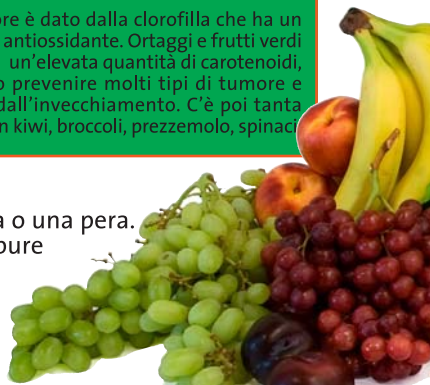 ore è dato dalla clorofilla che ha un
antiossidante. Ortaggi e frutti verdi
un'elevata quantità di carotenoidi,
o prevenire molti tipi di tumore e
dall'invecchiamento. C'è poi tanta
n kiwi, broccoli, prezzemolo, spinaci
a o una pera.
pure